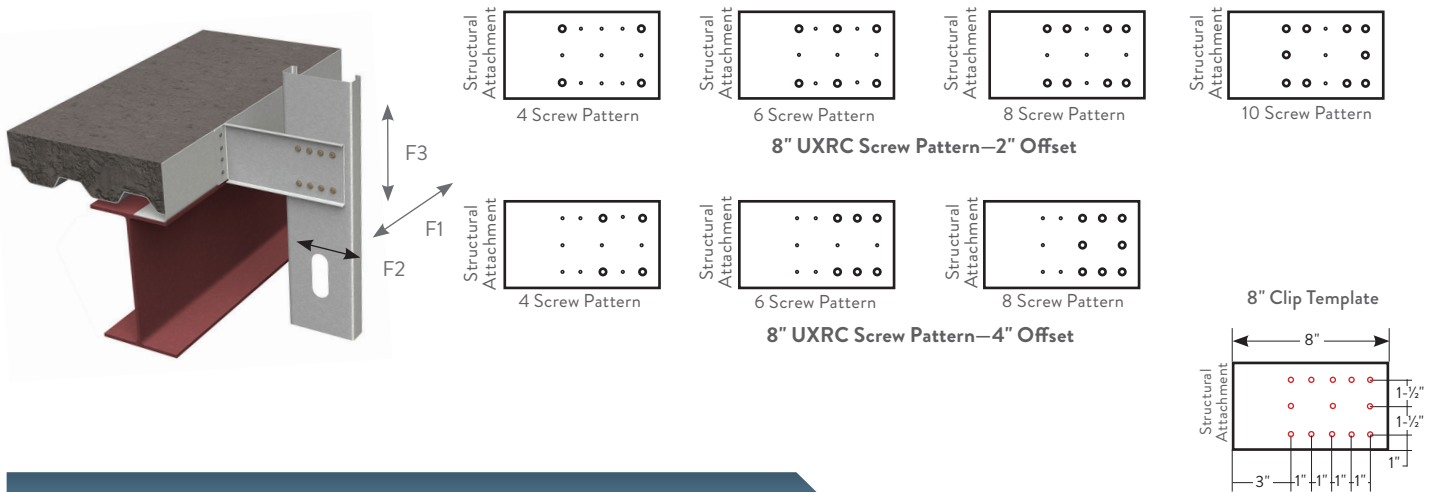 F3
F1
F2
Structural
Attachment
4 Screw Pattern
Structural
Attachment
6 Screw Pattern
Structural
Attachment
8 Screw Pattern
Structural
Attachment
10 Screw Pattern
8" UXRC Screw Pattern—2" Offset
Structural
Attachment
4 Screw Pattern
Structural
Attachment
6 Screw Pattern
Structural
Attachment
8 Screw Pattern
8" UXRC Screw Pattern—4" Offset
8" Clip Template
8"
Structural
Attachment
1-½"
1-½"
1"
3"
1"
1"
1"
1"